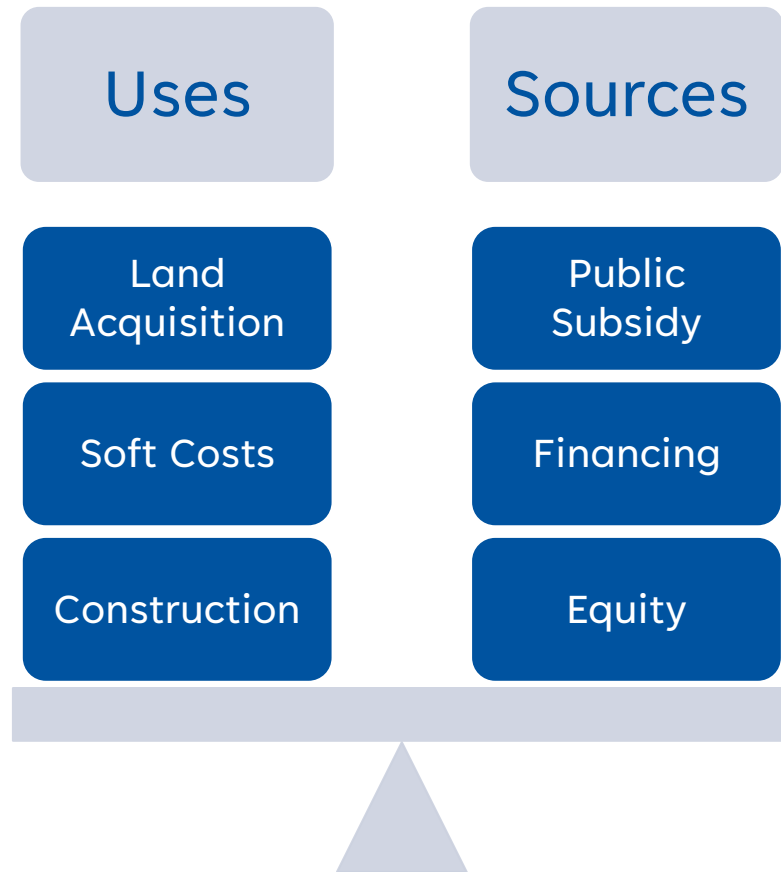 Uses
Sources
Land
Acquisition
Public
Subsidy
Soft Costs
Financing
Construction
Equity